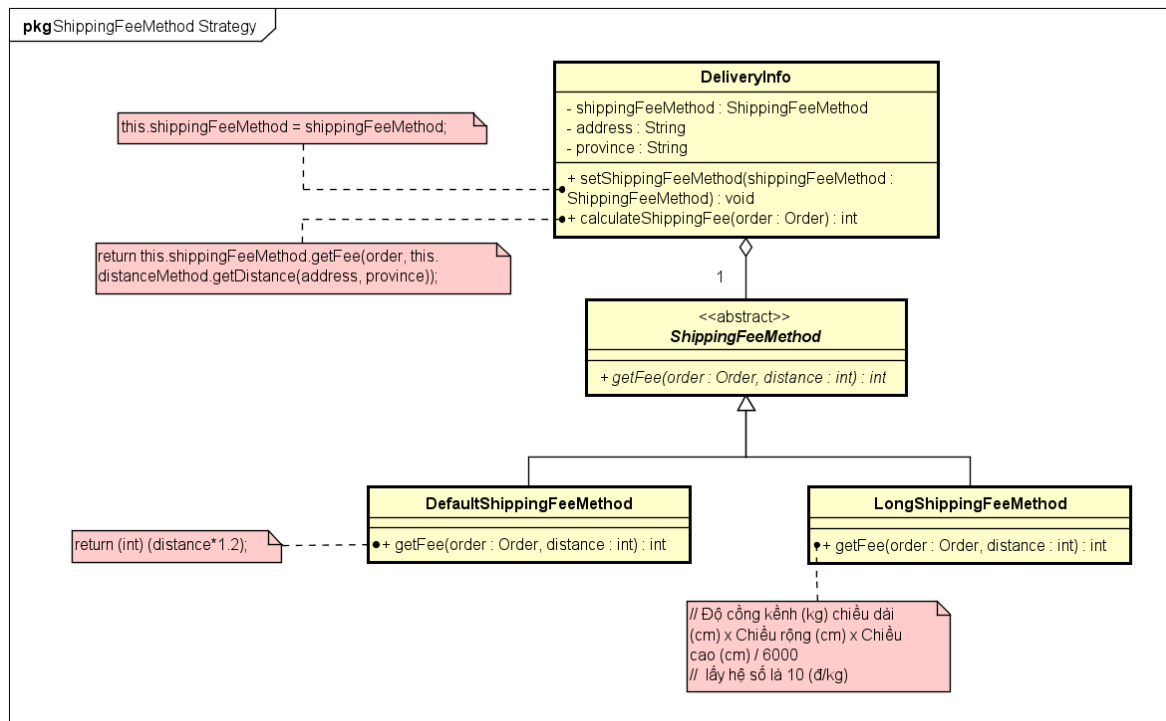 pkgShippingFeeMethod Strategy
DeliveryInfo
- shippingFeeMethod : ShippingFeeMethod
- address : String
- province : String
+ setShippingFeeMethod(shippingFeeMethod :
ShippingFeeMethod) : void
+ calculateShippingFee(order : Order) : int
this.shippingFeeMethod = shippingFeeMethod;
return this.shippingFeeMethod.getFee(order, this.
distanceMethod.getDistance(address, province));
1
<<abstract>>
ShippingFeeMethod
+ getFee(order : Order, distance : int) : int
DefaultShippingFeeMethod
+ getFee(order : Order, distance : int) : int
return (int) (distance*1.2);
LongShippingFeeMethod
+ getFee(order : Order, distance : int) : int
// Độ cồng kềnh (kg) chiều dài
(cm) x Chiều rộng (cm) x Chiều
cao (cm) / 6000
// lấy hệ số là 10 (đ/kg)